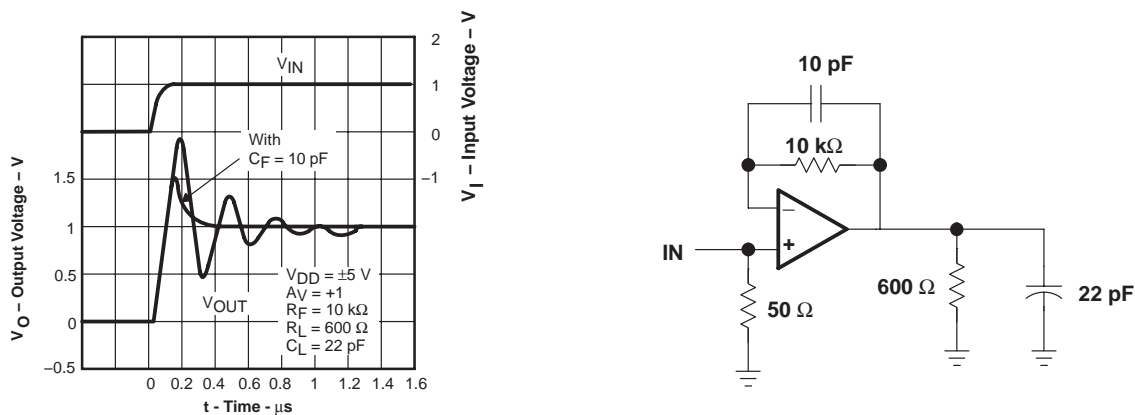 2
1
0
−1
V_I – Input Voltage – V
V_IN
With
C_F = 10 pF
1.5
1
0.5
0
−0.5
V_O – Output Voltage – V
V_OUT
V_DD = ±5 V
A_V = +1
R_F = 10 kΩ
R_L = 600 Ω
C_L = 22 pF
0 0.2 0.4 0.6 0.8 1 1.2 1.4 1.6
t - Time - μs
10 pF
10 kΩ
−
+
IN
50 Ω
600 Ω
22 pF